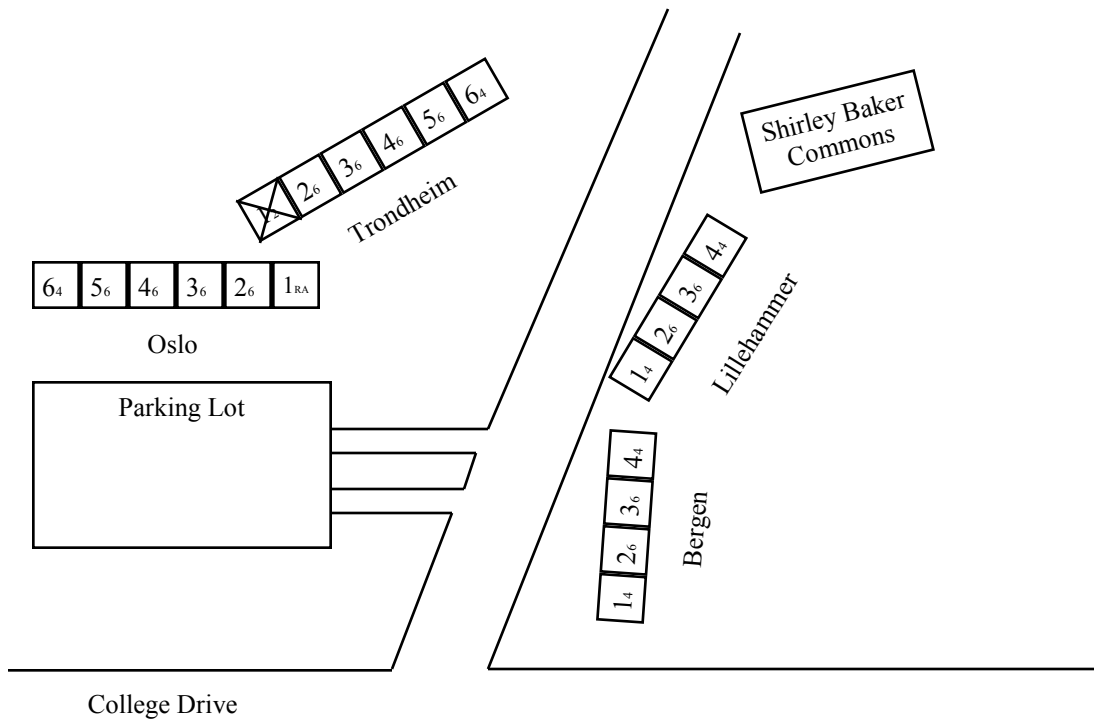 Shirley Baker
Commons
1₂ 2₆ 3₆ 4₆ 5₆ 6₄
Trondheim
6₄ 5₆ 4₆ 3₆ 2₆ 1RA
Oslo
1₄ 2₆ 3₆ 4₄
Lillehammer
Parking Lot
1₄ 2₆ 3₆ 4₄
Bergen
College Drive